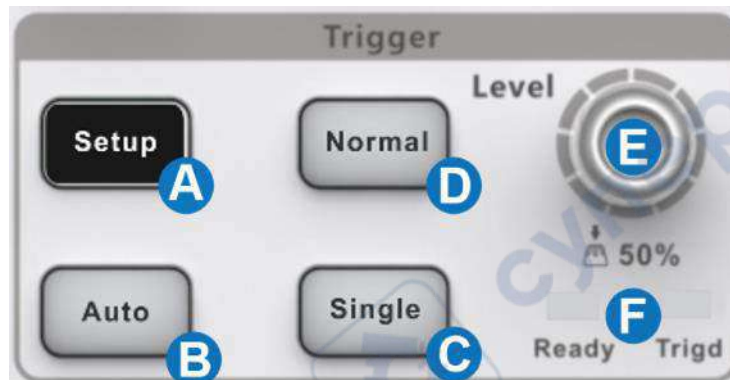 Trigger
Level
Setup A
Normal D
E
50%
Auto B
Single C
F
Ready Trigd